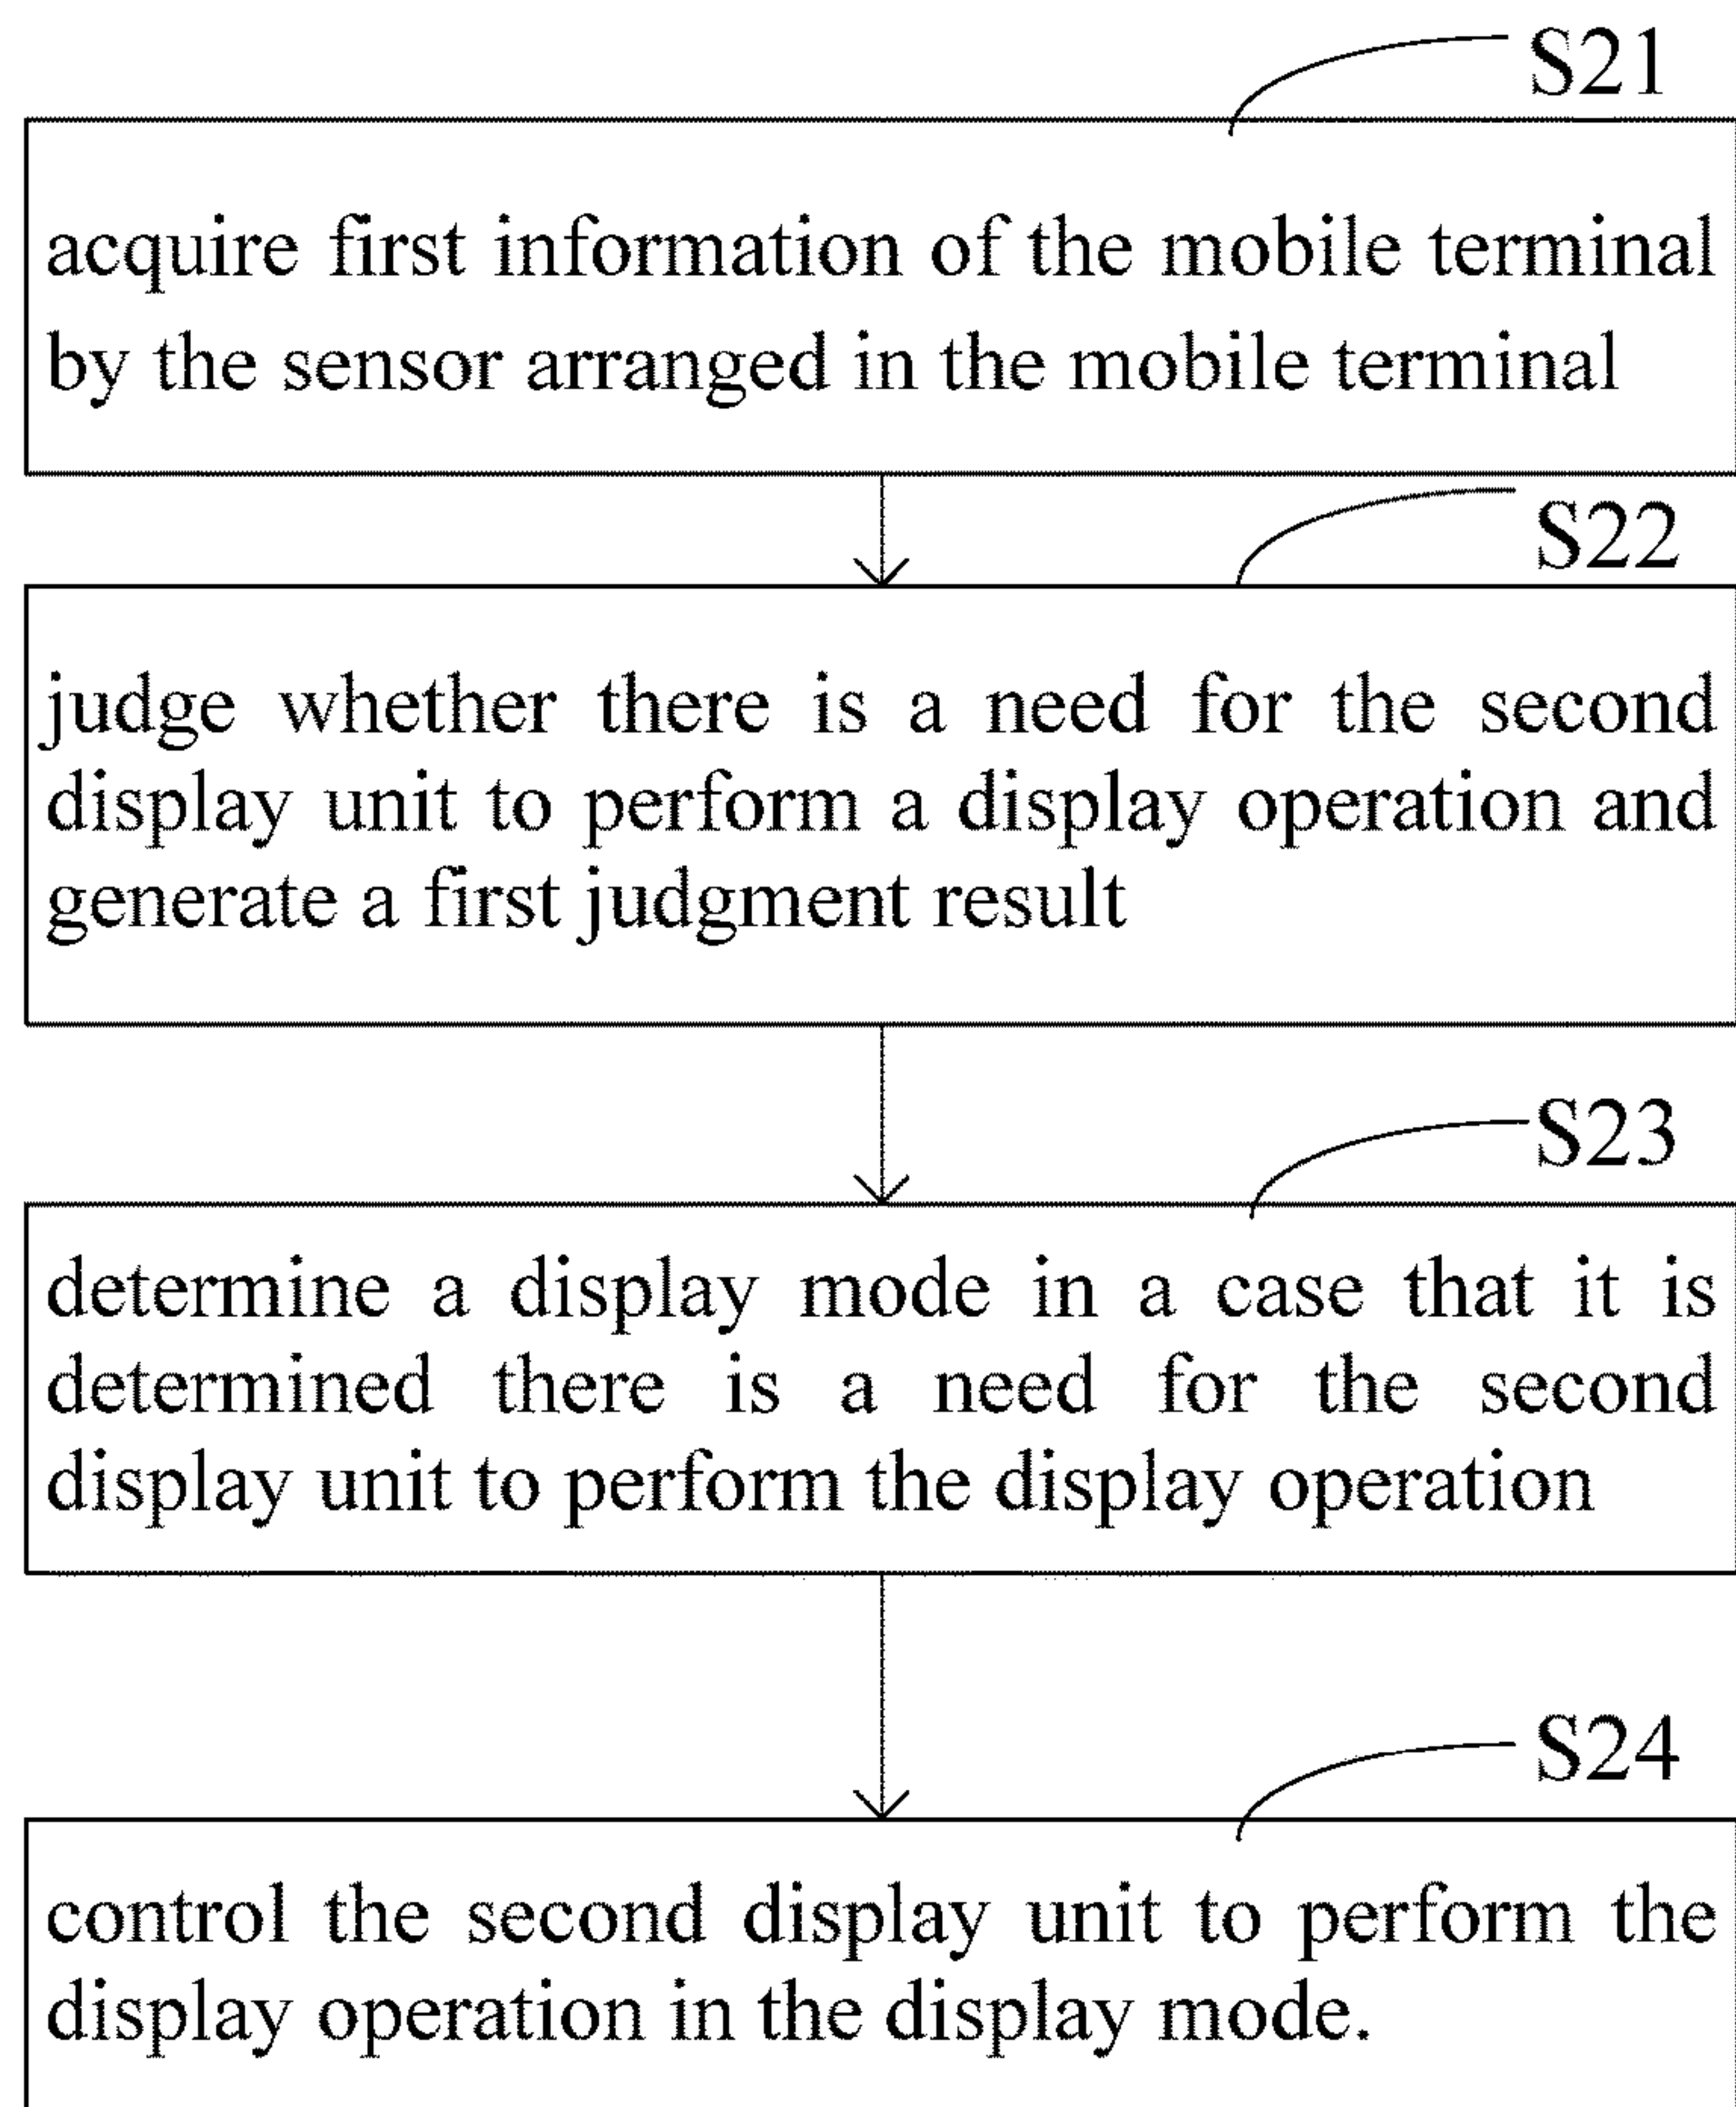 S21
acquire first information of the mobile terminal
by the sensor arranged in the mobile terminal
S22
judge whether there is a need for the second
display unit to perform a display operation and
generate a first judgment result
S23
determine a display mode in a case that it is
determined there is a need for the second
display unit to perform the display operation
S24
control the second display unit to perform the
display operation in the display mode.